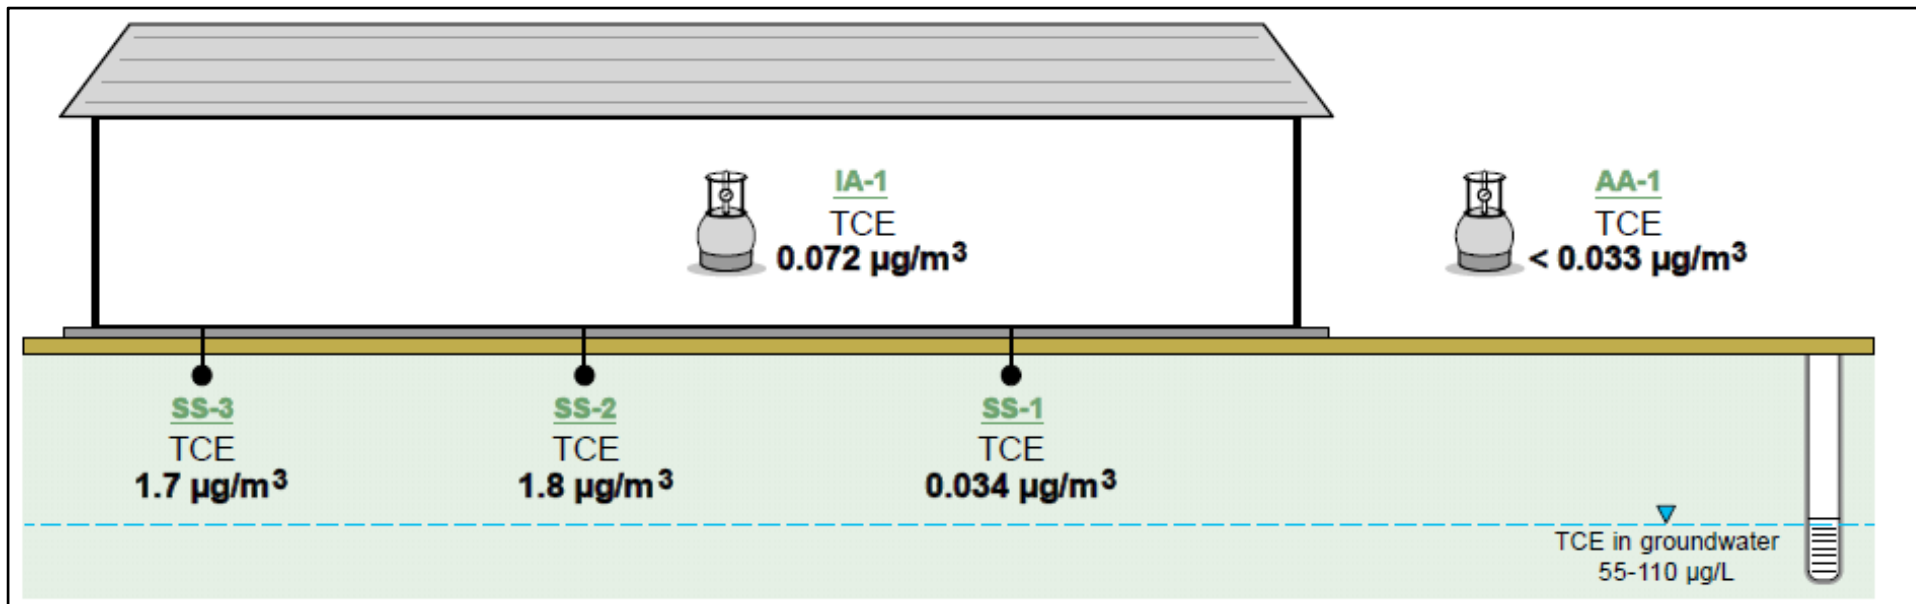 IA-1
TCE
0.072 µg/m³
AA-1
TCE
< 0.033 µg/m³
SS-3
TCE
1.7 µg/m³
SS-2
TCE
1.8 µg/m³
SS-1
TCE
0.034 µg/m³
TCE in groundwater
55-110 µg/L